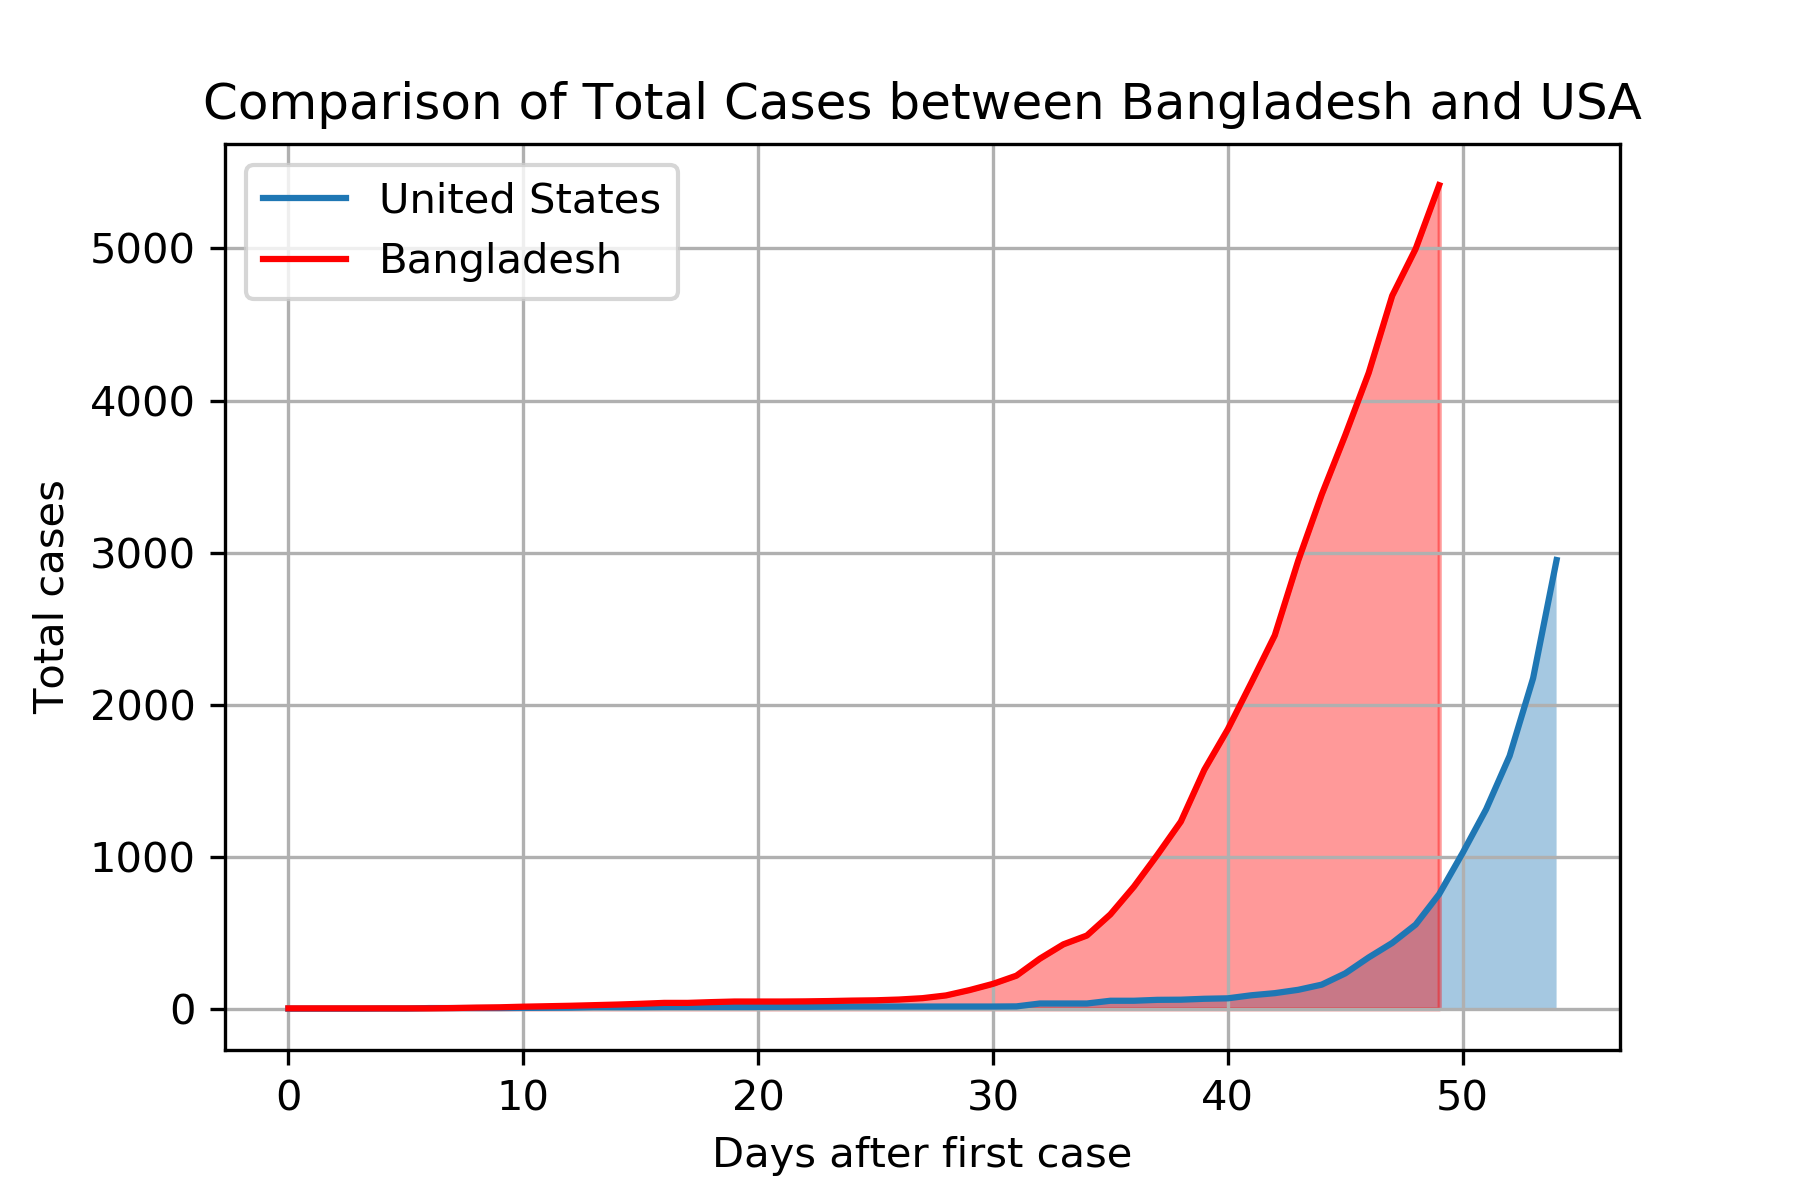 Comparison of Total Cases between Bangladesh and USA
United States
Bangladesh
5000
4000
3000
2000
1000
0
Total cases
0 10 20 30 40 50
Days after first case